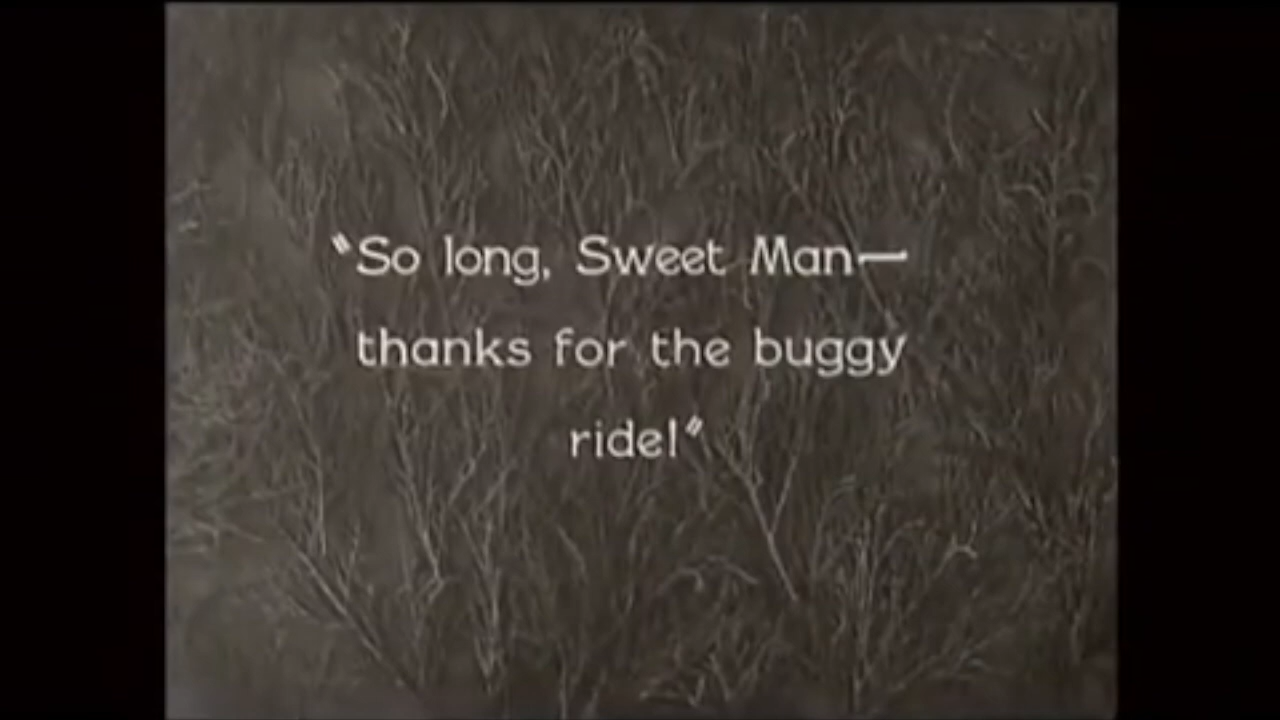 "So long, Sweet Man—
thanks for the buggy
ride!"